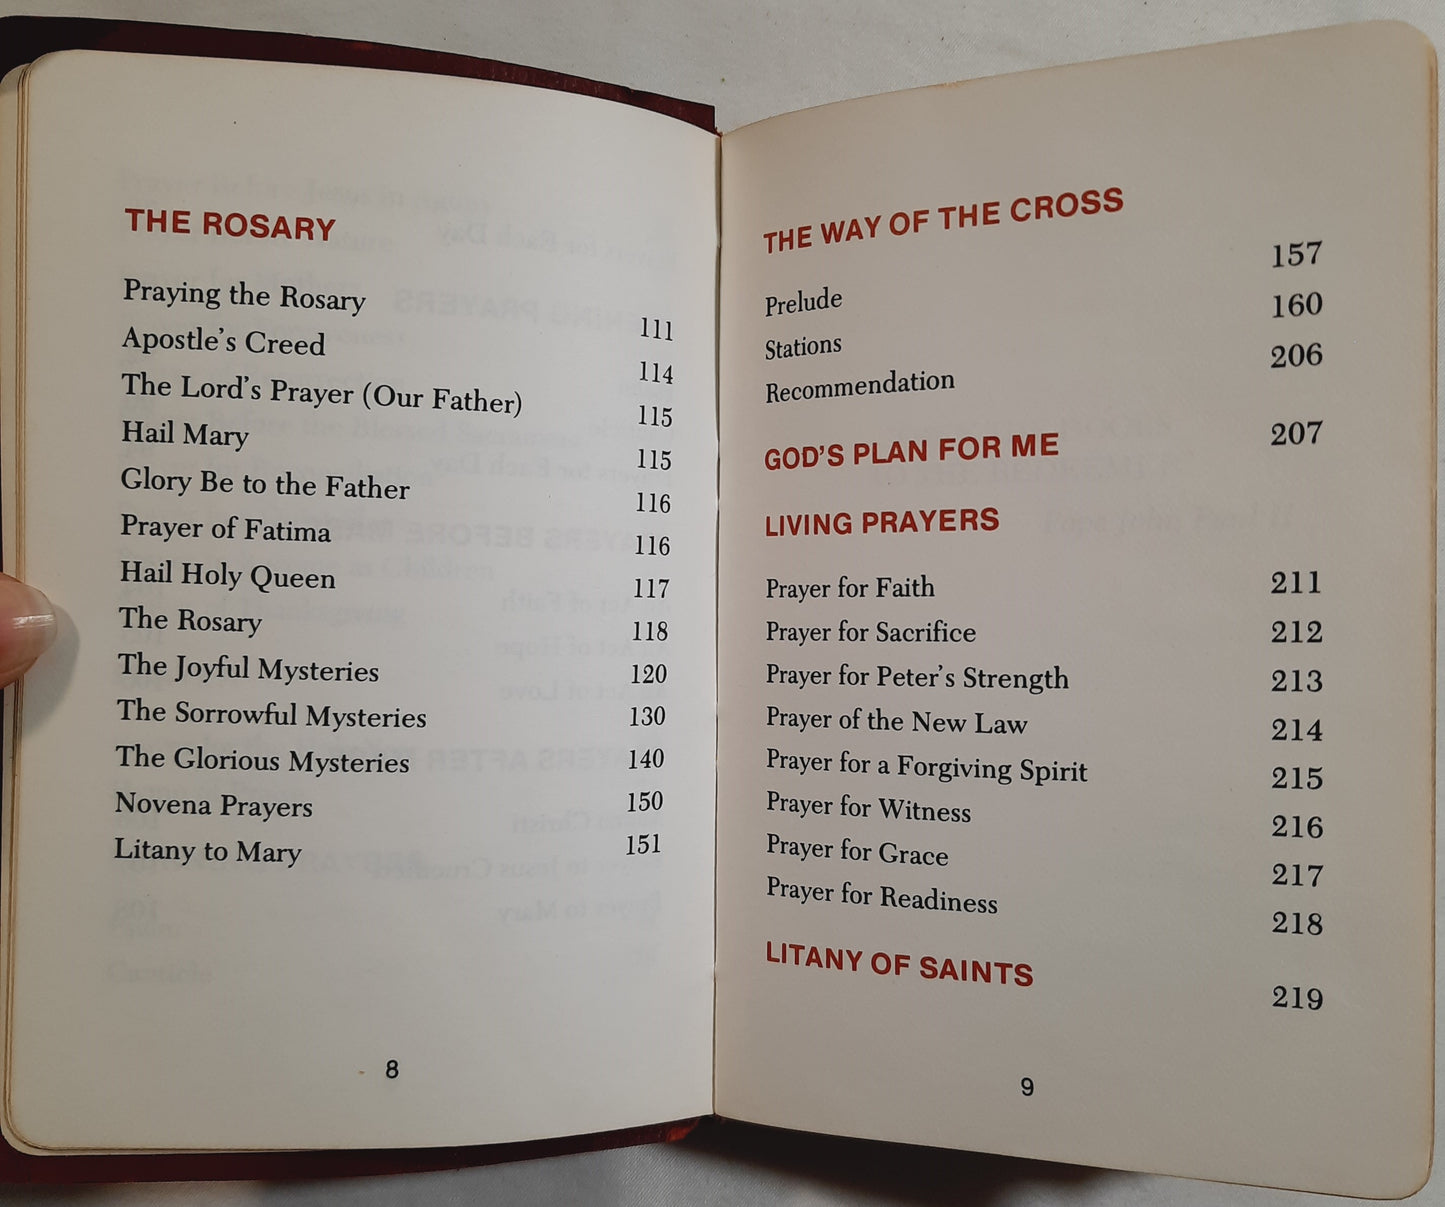 THE ROSARY
Praying the Rosary 111
Apostle's Creed 114
The Lord's Prayer (Our Father) 115
Hail Mary 115
Glory Be to the Father 116
Prayer of Fatima 116
Hail Holy Queen 117
The Rosary 118
The Joyful Mysteries 120
The Sorrowful Mysteries 130
The Glorious Mysteries 140
Novena Prayers 150
Litany to Mary 151
8
THE WAY OF THE CROSS
Prelude 157
Stations 160
Recommendation 206
GOD'S PLAN FOR ME 207
LIVING PRAYERS
Prayer for Faith 211
Prayer for Sacrifice 212
Prayer for Peter's Strength 213
Prayer of the New Law 214
Prayer for a Forgiving Spirit 215
Prayer for Witness 216
Prayer for Grace 217
Prayer for Readiness 218
LITANY OF SAINTS 219
9